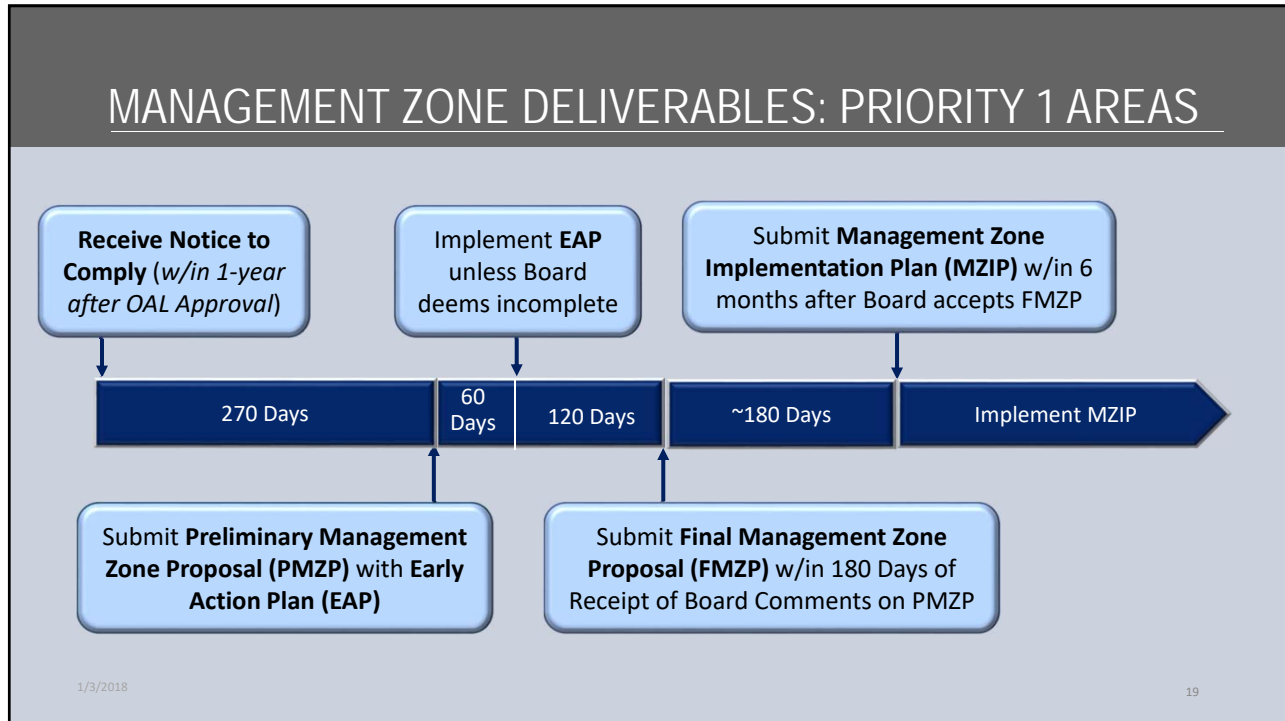 MANAGEMENT ZONE DELIVERABLES: PRIORITY 1 AREAS
Receive Notice to
Comply (w/in 1-year
after OAL Approval)
Implement EAP
unless Board
deems incomplete
Submit Management Zone
Implementation Plan (MZIP) w/in 6
months after Board accepts FMZP
270 Days
60
Days
120 Days
~180 Days
Implement MZIP
Submit Preliminary Management
Zone Proposal (PMZP) with Early
Action Plan (EAP)
Submit Final Management Zone
Proposal (FMZP) w/in 180 Days of
Receipt of Board Comments on PMZP
1/3/2018
19